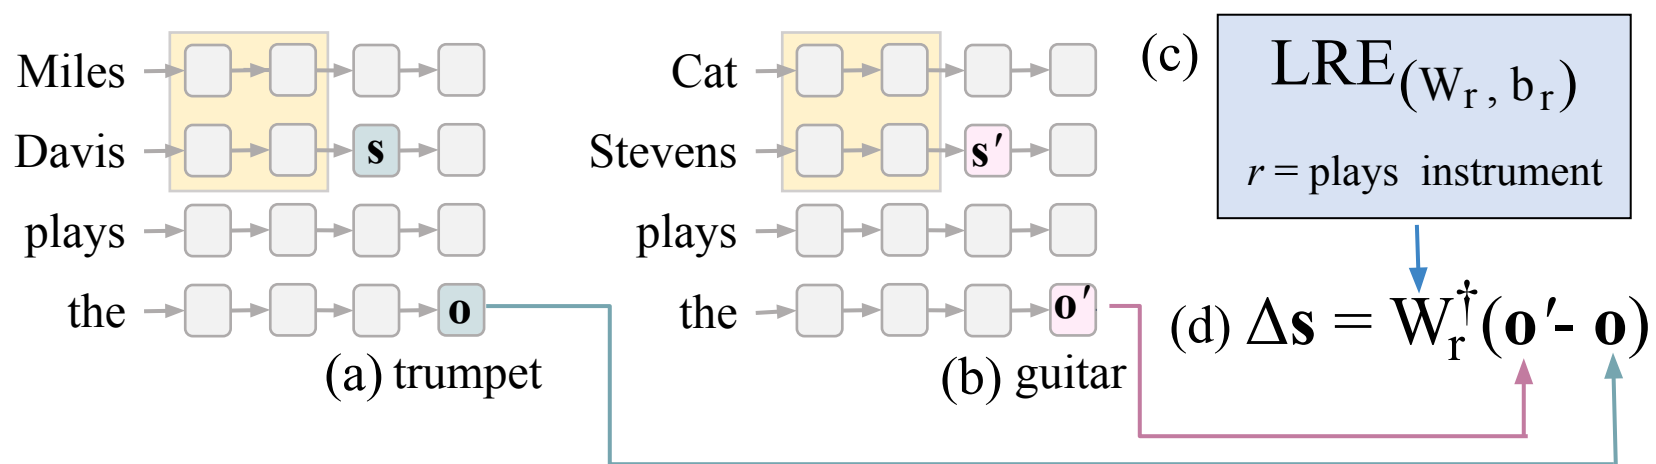 Miles
Davis s
plays
the o
(a) trumpet
Cat
Stevens s′
plays
the o′
(b) guitar
(c)
LRE(Wr , br)
r = plays instrument
(d) Δs = Wr†(o′- o)